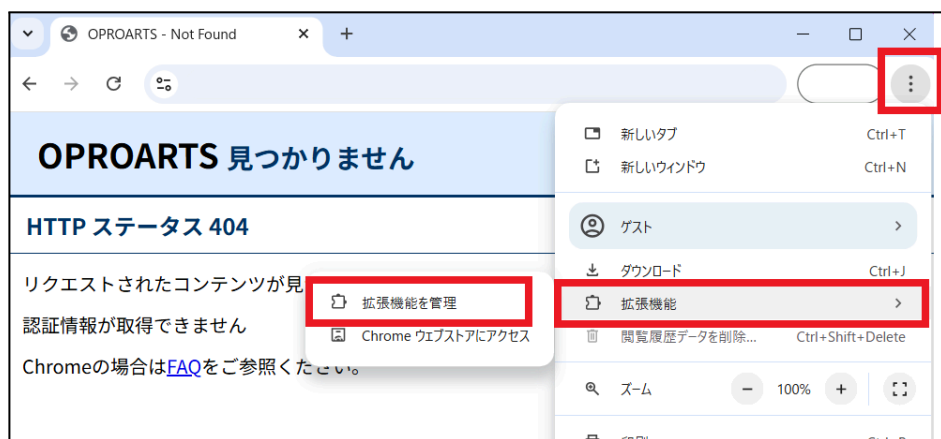 OPROARTS - Not Found
新しいタブ Ctrl+T
新しいウィンドウ Ctrl+N
OPROARTS 見つかりません
HTTP ステータス 404
ゲスト
ダウンロード Ctrl+J
リクエストされたコンテンツが見
拡張機能を管理
拡張機能
認証情報が取得できません
Chrome ウェブストアにアクセス
閲覧履歴データを削除... Ctrl+Shift+Delete
Chromeの場合はFAQをご参照ください。
ズーム - 100% +